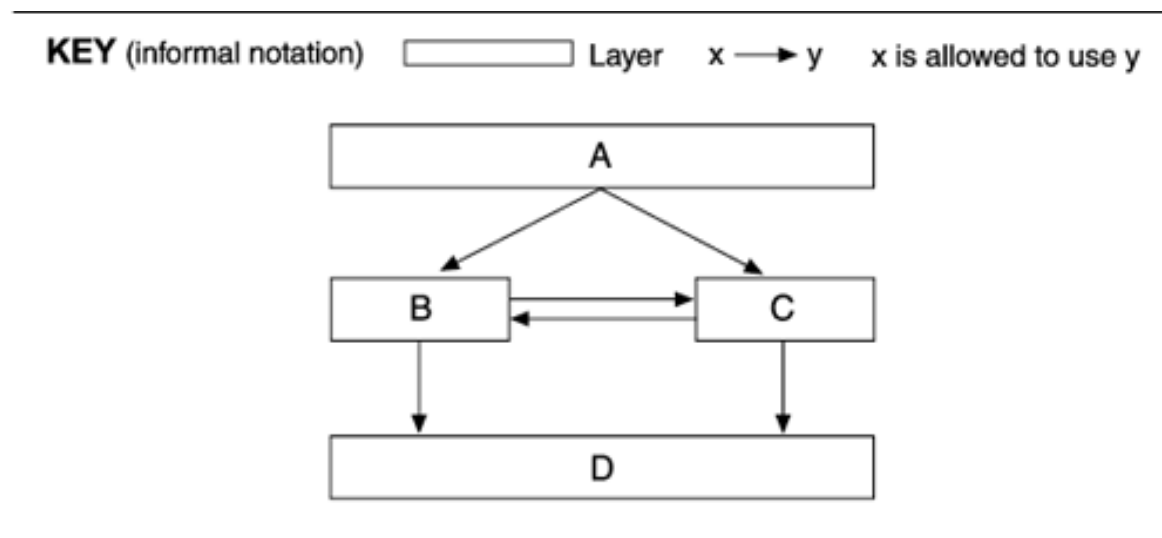 KEY (informal notation) Layer x y x is allowed to use y
A
B C
D